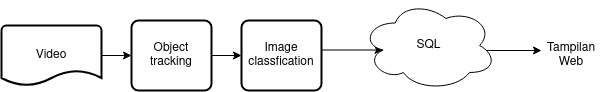 Video
Object
tracking
Image
classfication
SQL
Tampilan
Web